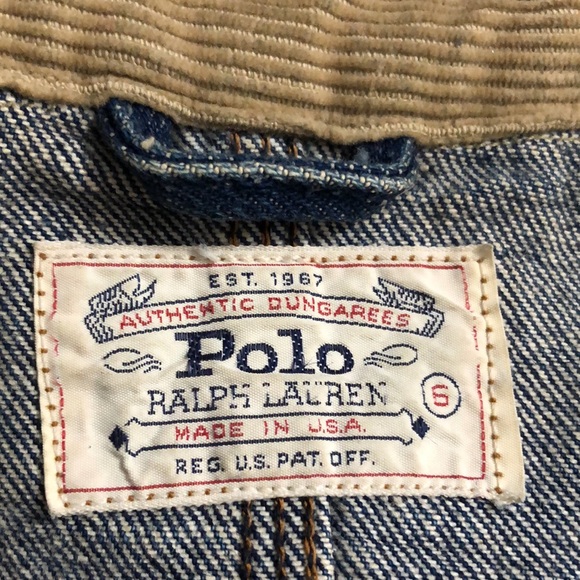 EST. 1967
AUTHENTIC DUNGAREES
Polo
RALPH LAUREN
S
MADE IN U.S.A.
REG. U.S. PAT. OFF.